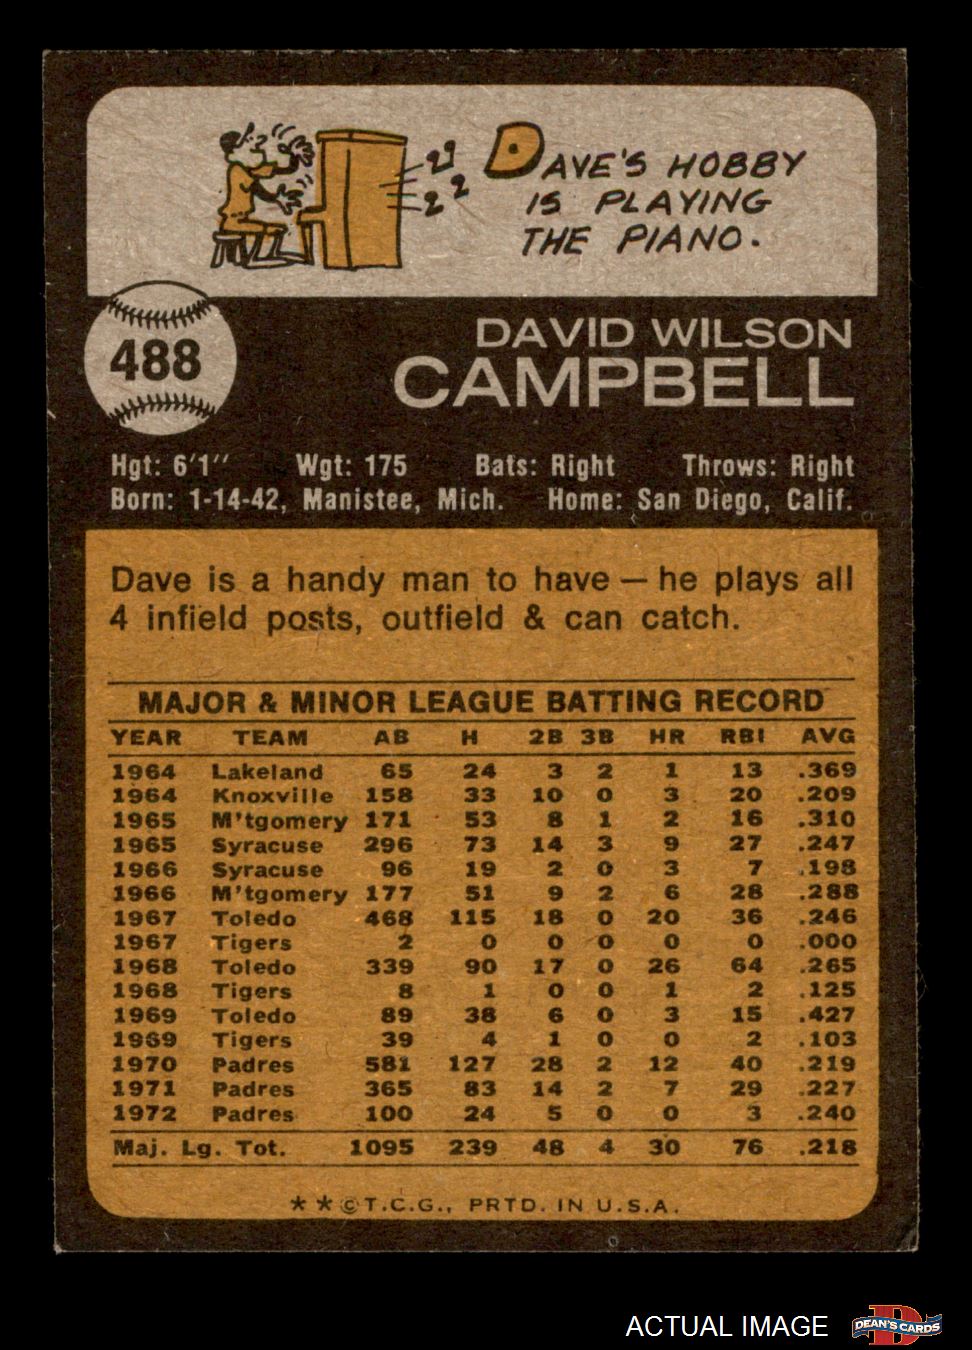 DAVE'S HOBBY
IS PLAYING
THE PIANO.
488
DAVID WILSON
CAMPBELL
Hgt: 6'1" Wgt: 175 Bats: Right Throws: Right
Born: 1-14-42, Manistee, Mich. Home: San Diego, Calif.
Dave is a handy man to have — he plays all
4 infield posts, outfield & can catch.
MAJOR & MINOR LEAGUE BATTING RECORD
YEAR TEAM AB H 2B 3B HR RBI AVG
1964 Lakeland 65 24 3 2 1 13 .369
1964 Knoxville 158 33 10 0 3 20 .209
1965 M'tgomery 171 53 8 1 2 16 .310
1965 Syracuse 296 73 14 3 9 27 .247
1966 Syracuse 96 19 2 0 3 7 .198
1966 M'tgomery 177 51 9 2 6 28 .288
1967 Toledo 468 115 18 0 20 36 .246
1967 Tigers 2 0 0 0 0 0 .000
1968 Toledo 339 90 17 0 26 64 .265
1968 Tigers 8 1 0 0 1 2 .125
1969 Toledo 89 38 6 0 3 15 .427
1969 Tigers 39 4 1 0 0 2 .103
1970 Padres 581 127 28 2 12 40 .219
1971 Padres 365 83 14 2 7 29 .227
1972 Padres 100 24 5 0 0 3 .240
Maj. Lg. Tot. 1095 239 48 4 30 76 .218
**©T.C.G., PRTD. IN U.S.A.
ACTUAL IMAGE
D
DEAN'S CARDS